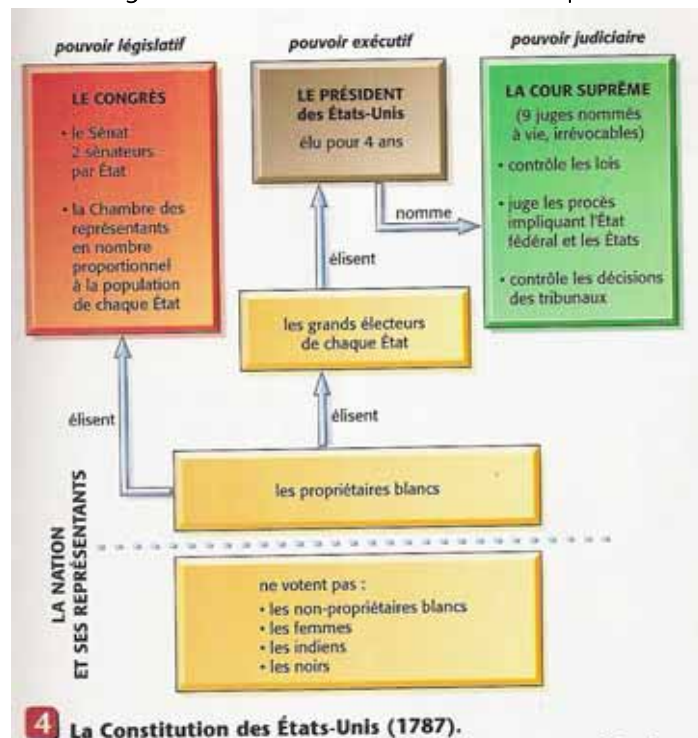 pouvoir législatif
pouvoir exécutif
pouvoir judiciaire
LE CONGRÈS
• le Sénat
2 sénateurs
par État
• la Chambre des
représentants
en nombre
proportionnel
à la population
de chaque État
LE PRÉSIDENT
des États-Unis
élu pour 4 ans
LA COUR SUPRÊME
(9 juges nommés
à vie, irrévocables)
• contrôle les lois
• juge les procès
impliquant l'État
fédéral et les États
• contrôle les décisions
des tribunaux
nomme
élisent
les grands électeurs
de chaque État
élisent
élisent
les propriétaires blancs
LA NATION
ET SES REPRÉSENTANTS
ne votent pas :
• les non-propriétaires blancs
• les femmes
• les indiens
• les noirs
4 La Constitution des États-Unis (1787).